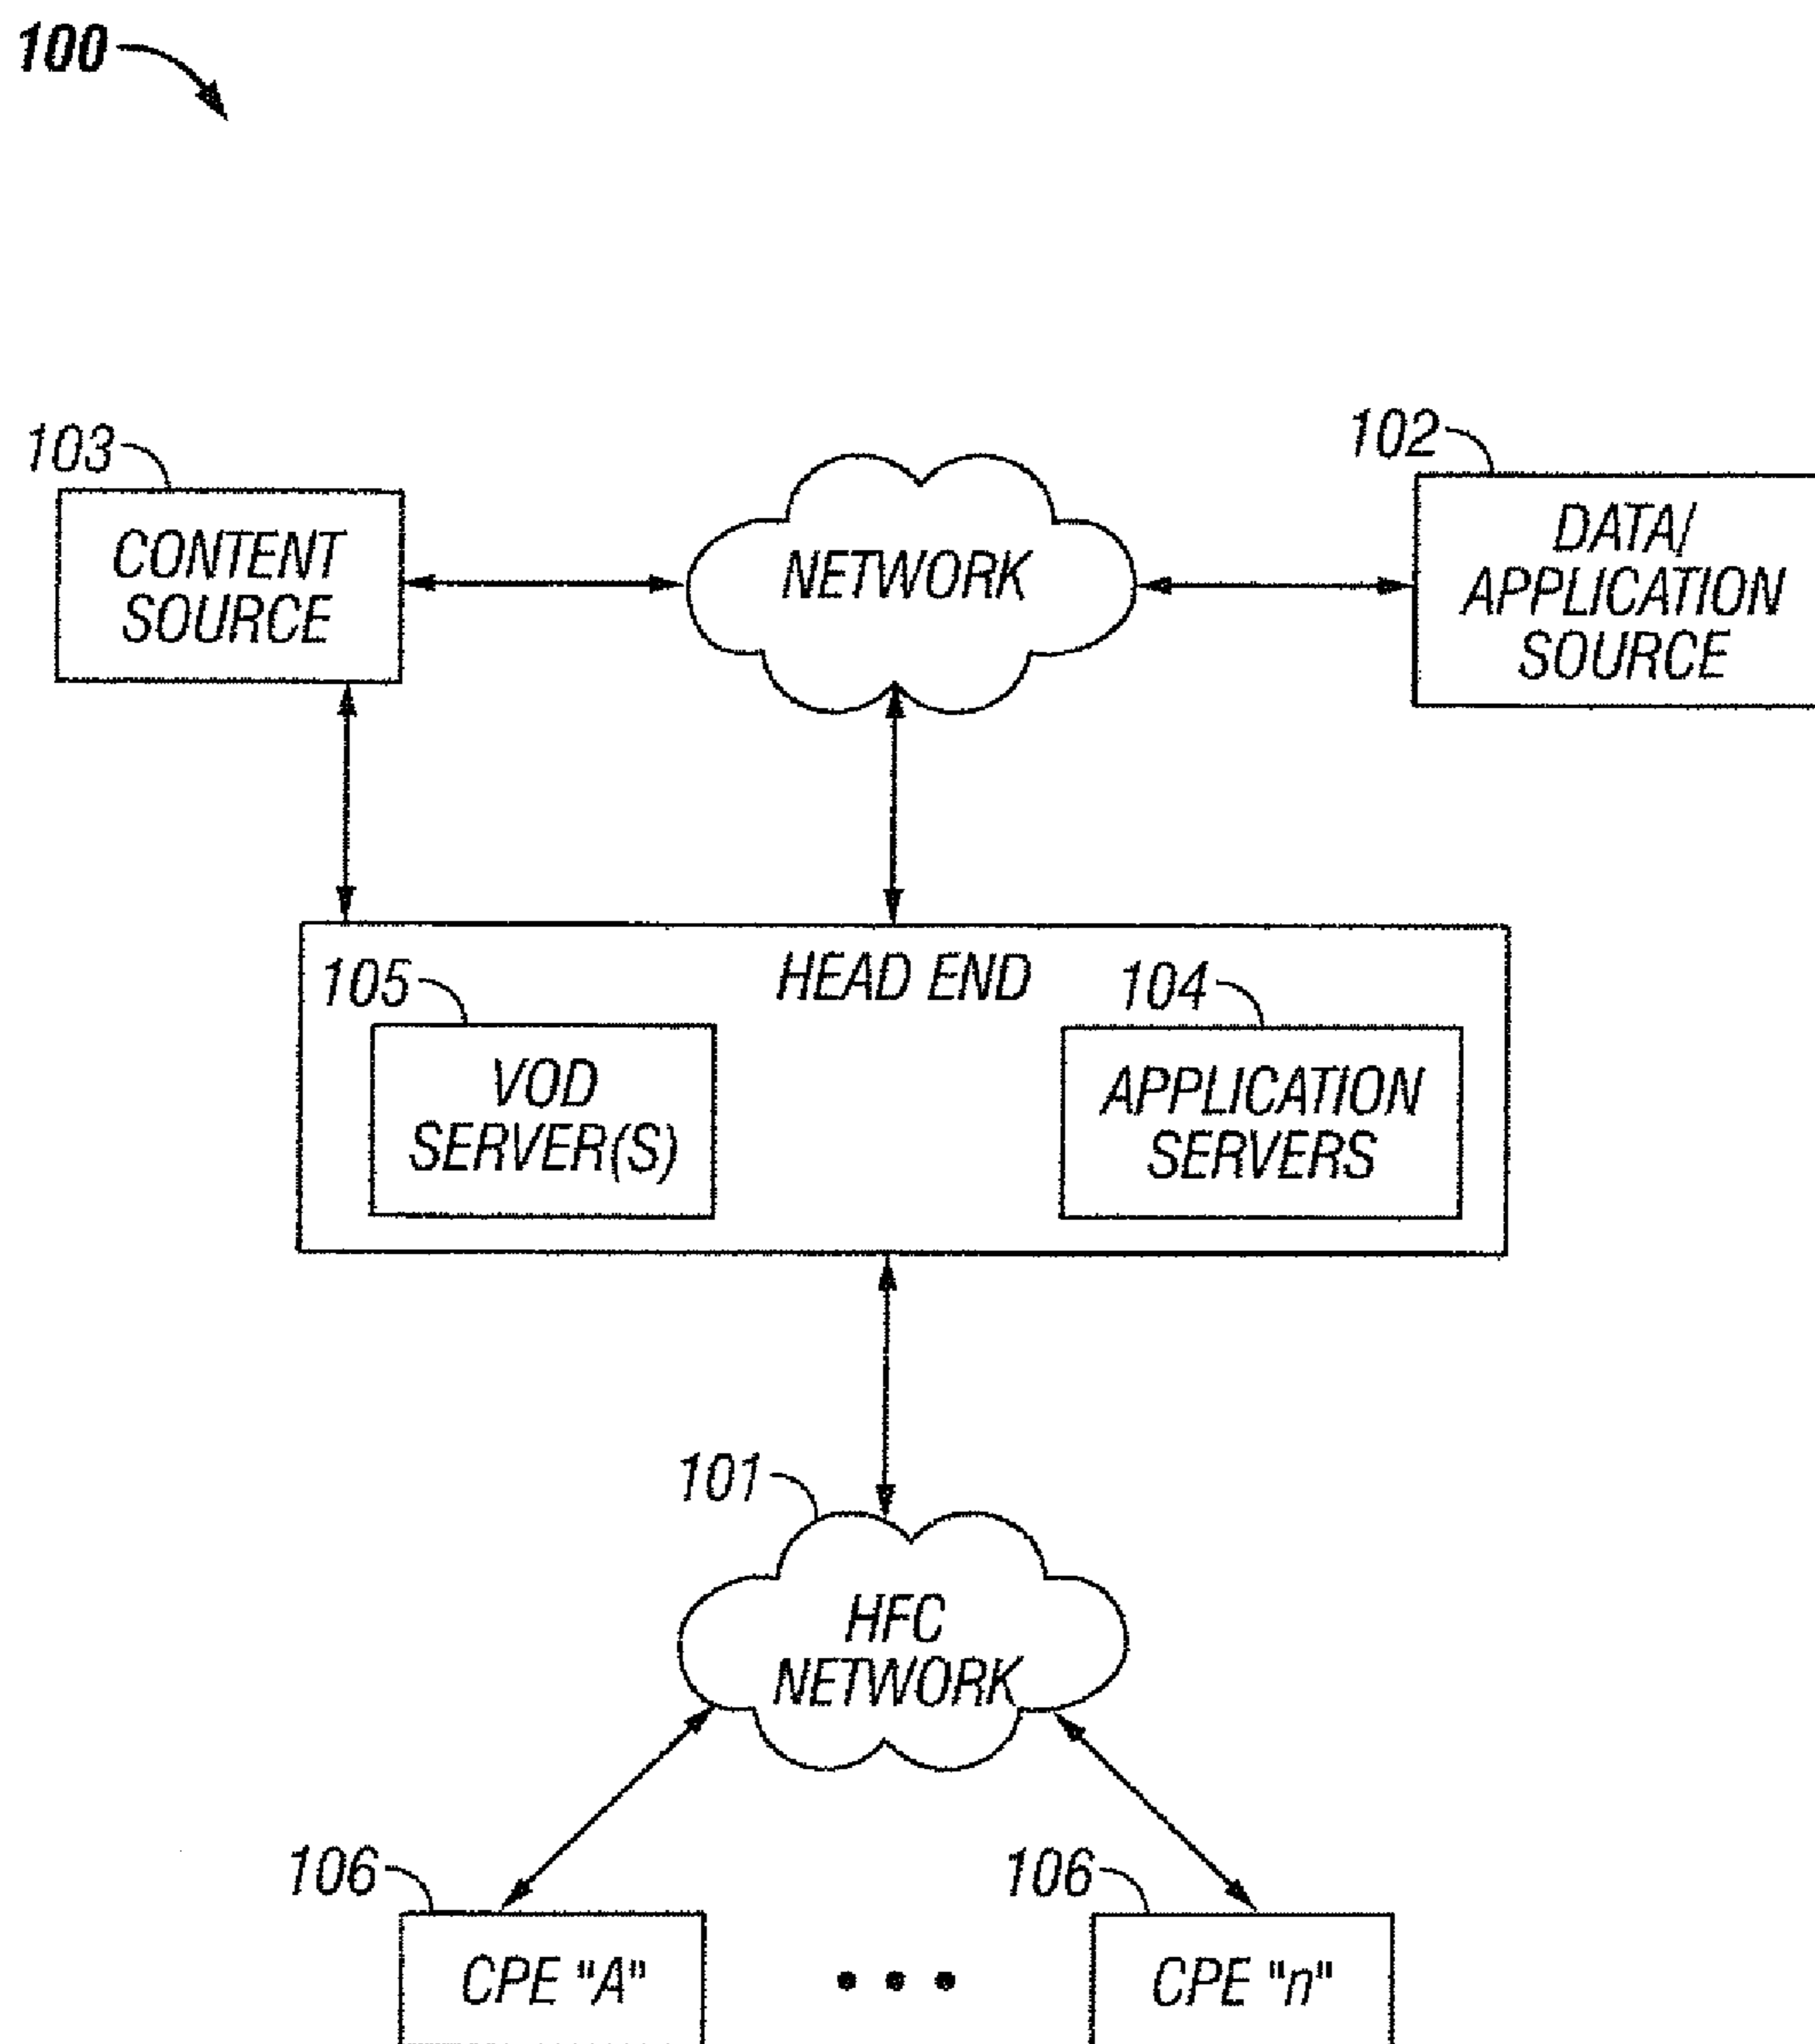 100
103
102
CONTENT
SOURCE
NETWORK
DATA/
APPLICATION
SOURCE
HEAD END
105
104
VOD
SERVER(S)
APPLICATION
SERVERS
101
HFC
NETWORK
106
106
CPE "A"
CPE "n"